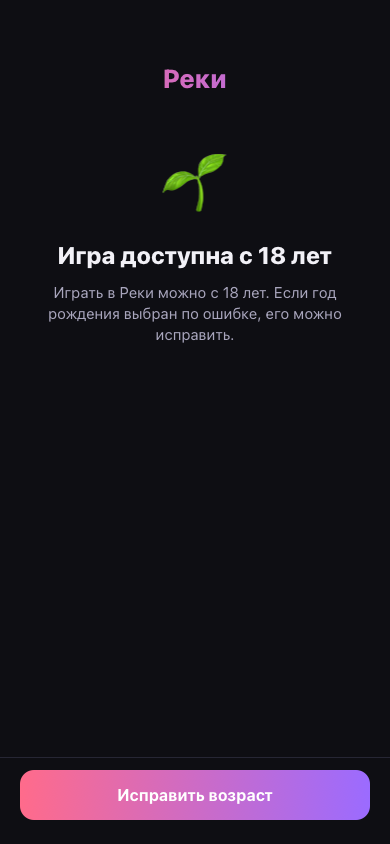 Реки
Игра доступна с 18 лет
Играть в Реки можно с 18 лет. Если год
рождения выбран по ошибке, его можно
исправить.
Исправить возраст